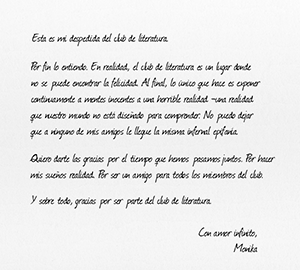 Esta es mi despedida del club de literatura.
Por fin lo entiendo. En realidad, el club de literatura es un lugar donde
no se puede encontrar la felicidad. Al final, lo único que hace es exponer
continuamente a mentes inocentes a una horrible realidad -una realidad
que nuestro mundo no está diseñado para comprender. No puedo dejar
que a ninguno de mis amigos le llegue la misma infernal epifanía.
Quiero darte las gracias por el tiempo que hemos pasamos juntos. Por hacer
mis sueños realidad. Por ser un amigo para todos los miembros del club.
Y sobre todo, gracias por ser parte del club de literatura.
Con amor infinito,
Monika